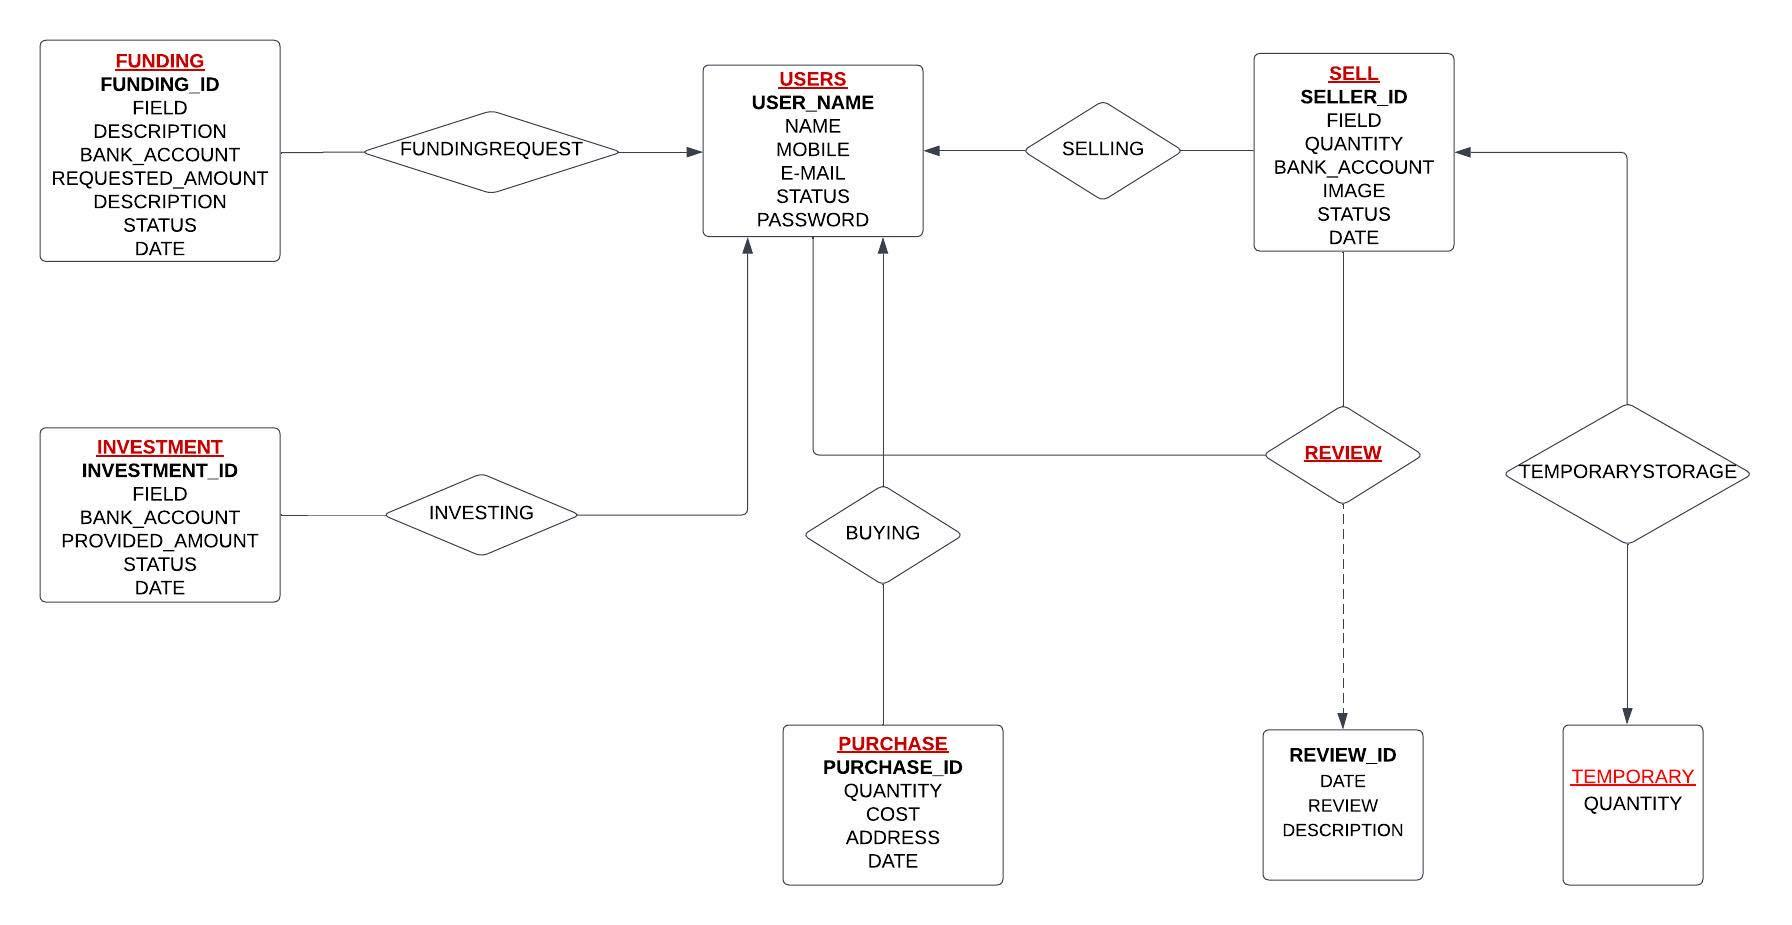 FUNDING
FUNDING_ID
FIELD
DESCRIPTION
BANK_ACCOUNT
REQUESTED_AMOUNT
DESCRIPTION
STATUS
DATE
FUNDINGREQUEST
USERS
USER_NAME
NAME
MOBILE
E-MAIL
STATUS
PASSWORD
SELLING
SELL
SELLER_ID
FIELD
QUANTITY
BANK_ACCOUNT
IMAGE
STATUS
DATE
INVESTMENT
INVESTMENT_ID
FIELD
BANK_ACCOUNT
PROVIDED_AMOUNT
STATUS
DATE
INVESTING
BUYING
REVIEW
TEMPORARYSTORAGE
PURCHASE
PURCHASE_ID
QUANTITY
COST
ADDRESS
DATE
REVIEW_ID
DATE
REVIEW
DESCRIPTION
TEMPORARY
QUANTITY